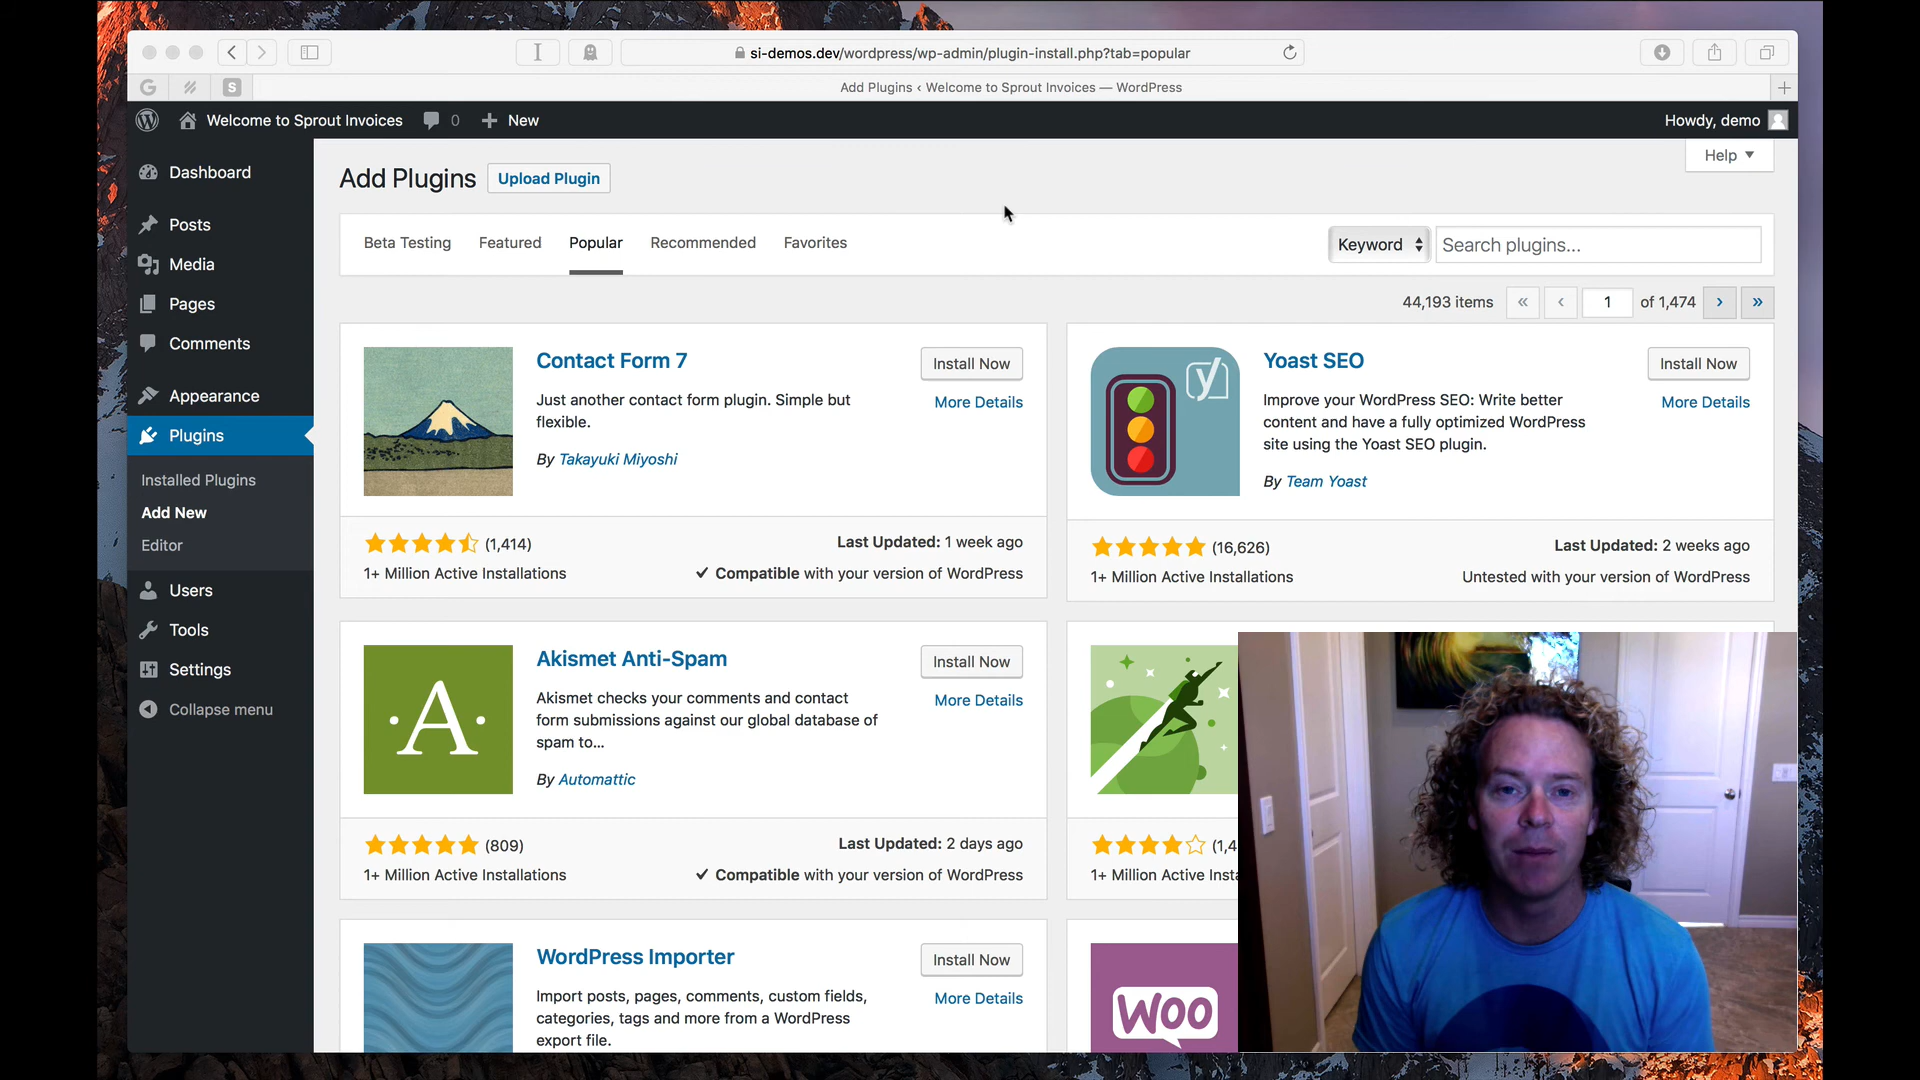 si-demos.dev/wordpress/wp-admin/plugin-install.php?tab=popular
G
S
Add Plugins ‹ Welcome to Sprout Invoices — WordPress
Welcome to Sprout Invoices
0
New
Howdy, demo
Help
Dashboard
Posts
Media
Pages
Comments
Appearance
Plugins
Installed Plugins
Add New
Editor
Users
Tools
Settings
Collapse menu
Add Plugins
Upload Plugin
Beta Testing
Featured
Popular
Recommended
Favorites
Keyword
Search plugins...
44,193 items
«
‹
1
of 1,474
›
»
Contact Form 7
Install Now
More Details
Just another contact form plugin. Simple but
flexible.
By Takayuki Miyoshi
(1,414)
Last Updated: 1 week ago
1+ Million Active Installations
✓ Compatible with your version of WordPress
y
Yoast SEO
Install Now
More Details
Improve your WordPress SEO: Write better
content and have a fully optimized WordPress
site using the Yoast SEO plugin.
By Team Yoast
(16,626)
Last Updated: 2 weeks ago
1+ Million Active Installations
Untested with your version of WordPress
·A·
Akismet Anti-Spam
Install Now
More Details
Akismet checks your comments and contact
form submissions against our global database of
spam to...
By Automattic
(809)
Last Updated: 2 days ago
1+ Million Active Installations
✓ Compatible with your version of WordPress
(1,4
1+ Million Active Insta
WordPress Importer
Install Now
More Details
Import posts, pages, comments, custom fields,
categories, tags and more from a WordPress
export file.
WOO